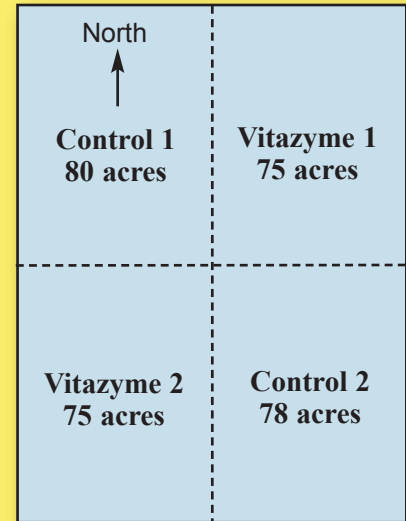 North
Control 1
80 acres
Vitazyme 1
75 acres
Vitazyme 2
75 acres
Control 2
78 acres